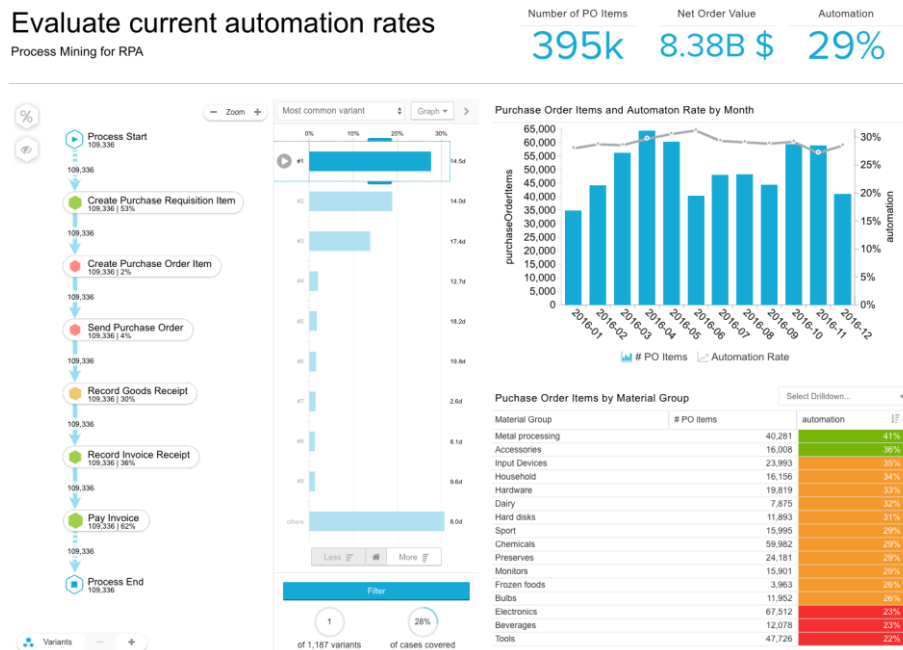 Evaluate current automation rates
Process Mining for RPA
Number of PO Items
395k
Net Order Value
8.38B $
Automation
29%
%
− Zoom +
Process Start
109,336
109,336
Create Purchase Requisition Item
109,336 | 53%
109,336
Create Purchase Order Item
109,336 | 2%
109,336
Send Purchase Order
109,336 | 4%
109,336
Record Goods Receipt
109,336 | 30%
109,336
Record Invoice Receipt
109,336 | 36%
109,336
Pay Invoice
109,336 | 62%
109,336
Process End
109,336
Variants − +
Most common variant
Graph
0% 10% 20% 30%
#1 14.5d
#2 14.0d
#3 17.4d
#4 12.7d
#5 18.2d
#6 19.8d
#7 2.6d
#8 8.1d
#9 9.6d
others 8.0d
Less
More
Filter
1
of 1,187 variants
28%
of cases covered
Purchase Order Items and Automaton Rate by Month
purchaseOrderItems
65,000
60,000
55,000
50,000
45,000
40,000
35,000
30,000
25,000
20,000
15,000
10,000
5,000
0
30%
25%
20%
15%
10%
5%
0%
automation
2016-01
2016-02
2016-03
2016-04
2016-05
2016-06
2016-07
2016-08
2016-09
2016-10
2016-11
2016-12
# PO Items
Automation Rate
Puchase Order Items by Material Group
Select Drilldown...
Material Group # PO items automation
Metal processing 40,281 41%
Accessories 16,008 36%
Input Devices 23,993 35%
Household 16,156 34%
Hardware 19,819 33%
Dairy 7,875 32%
Hard disks 11,893 31%
Sport 15,995 29%
Chemicals 59,982 29%
Preserves 24,181 29%
Monitors 15,901 29%
Frozen foods 3,963 26%
Bulbs 11,952 26%
Electronics 67,512 23%
Beverages 12,078 23%
Tools 47,726 22%